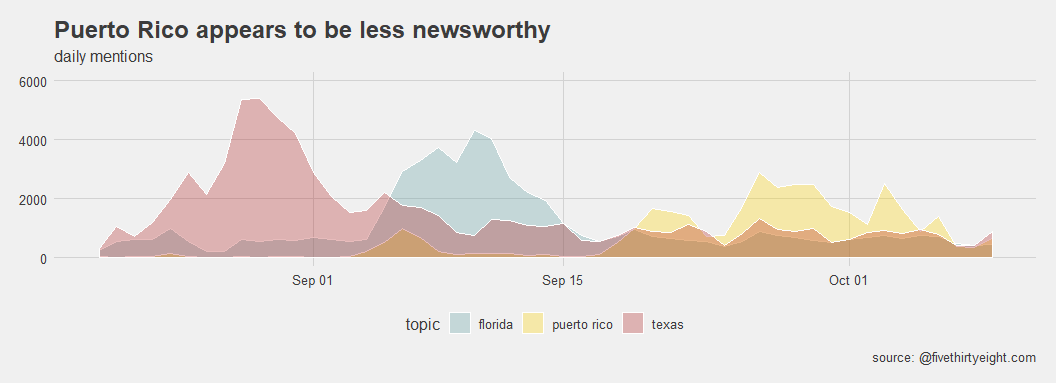 Puerto Rico appears to be less newsworthy
daily mentions
6000
4000
2000
0
Sep 01 Sep 15 Oct 01
topic florida puerto rico texas
source: @fivethirtyeight.com